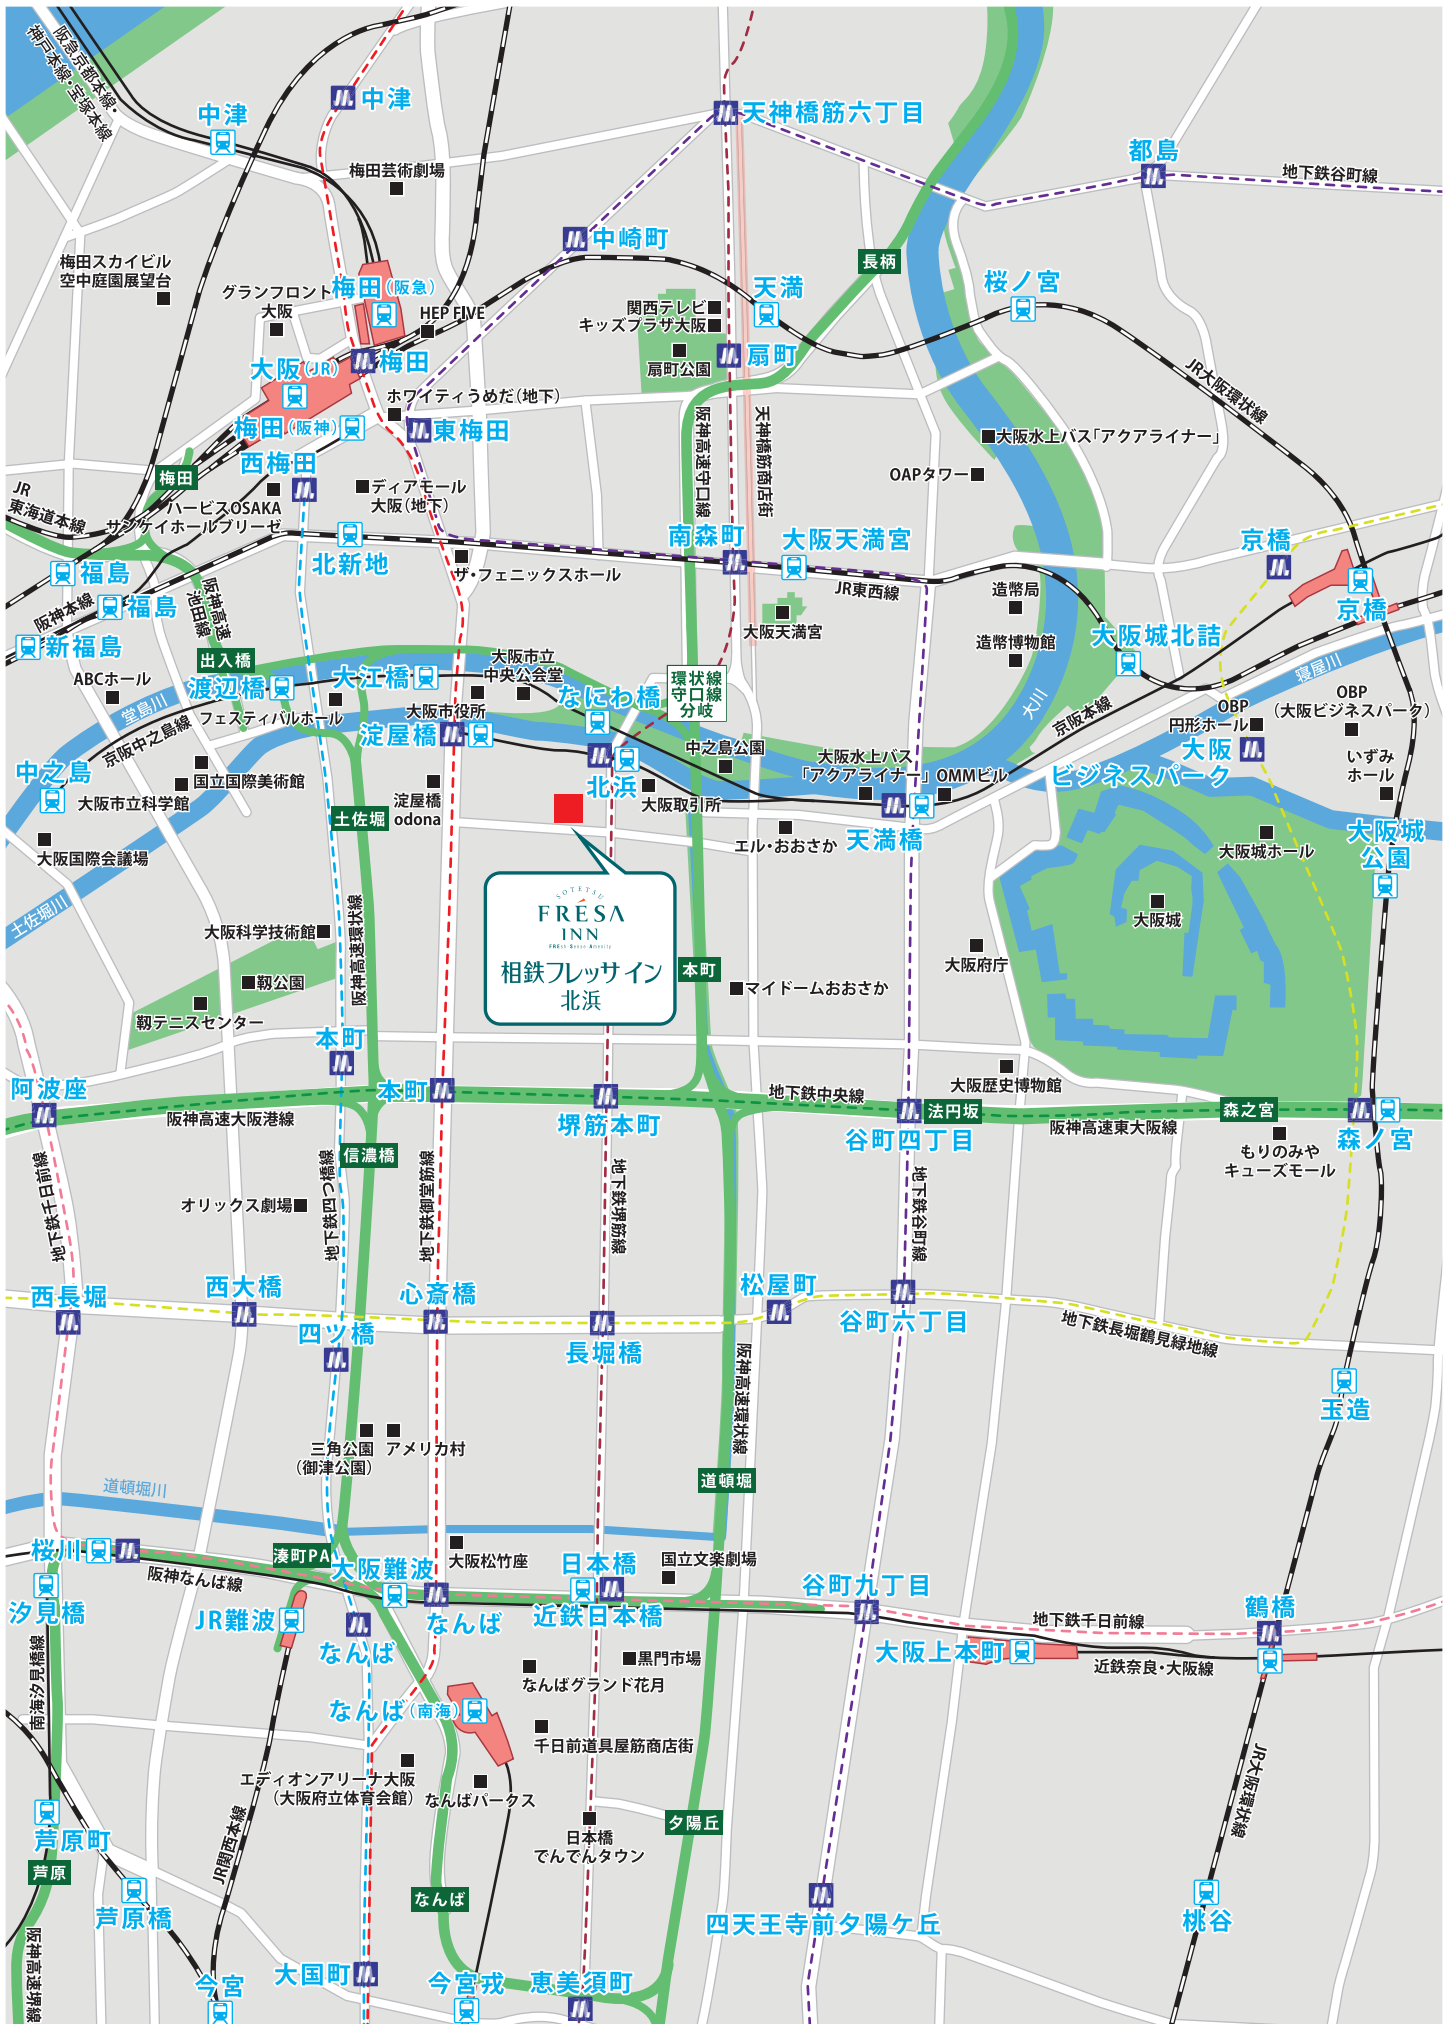 阪急京都本線・
神戸本線・宝塚本線
中津
中津
天神橋筋六丁目
都島
地下鉄谷町線
梅田芸術劇場
中崎町
長柄
梅田スカイビル
空中庭園展望台
グランフロント
大阪
梅田(阪急)
HEP FIVE
関西テレビ
キッズプラザ大阪
天満
桜ノ宮
扇町
扇町公園
大阪(JR)
梅田
JR大阪環状線
ホワイティうめだ(地下)
梅田(阪神)
東梅田
阪神高速守口線
天神橋筋商店街
大阪水上バス「アクアライナー」
OAPタワー
西梅田
梅田
JR
東海道本線
ハービスOSAKA
サンケイホールブリーゼ
ディアモール
大阪(地下)
北新地
南森町
大阪天満宮
京橋
福島
ザ・フェニックスホール
JR東西線
造幣局
京橋
阪神本線
福島
阪神高速
池田線
大阪天満宮
造幣博物館
大阪城北詰
新福島
出入橋
大阪市立
中央公会堂
ABCホール
渡辺橋
大江橋
なにわ橋
環状線
守口線
分岐
寝屋川
堂島川
フェスティバルホール
大阪市役所
大川
京阪本線
OBP
円形ホール
OBP
(大阪ビジネスパーク)
京阪中之島線
淀屋橋
中之島公園
大阪水上バス
「アクアライナー」
OMMビル
大阪
ビジネスパーク
いずみ
ホール
中之島
国立国際美術館
大阪市立科学館
淀屋橋
odona
北浜
大阪取引所
土佐堀
天満橋
エル・おおさか
大阪城ホール
大阪城
公園
大阪国際会議場
土佐堀川
SOTETSU
FRESA
INN
FREsh Sense Amenity
相鉄フレッサイン
北浜
大阪城
大阪科学技術館
阪神高速環状線
靱公園
本町
マイドームおおさか
大阪府庁
靱テニスセンター
本町
阿波座
本町
大阪歴史博物館
地下鉄中央線
阪神高速大阪港線
堺筋本町
法円坂
谷町四丁目
阪神高速東大阪線
森之宮
森ノ宮
もりのみや
キューズモール
信濃橋
地下鉄千日前線
オリックス劇場
地下鉄四つ橋線
地下鉄御堂筋線
地下鉄堺筋線
地下鉄谷町線
西長堀
西大橋
心斎橋
松屋町
四ツ橋
長堀橋
谷町六丁目
地下鉄長堀鶴見緑地線
阪神高速環状線
玉造
三角公園
(御津公園)
アメリカ村
道頓堀川
道頓堀
桜川
阪神なんば線
湊町PA
大阪難波
大阪松竹座
日本橋
国立文楽劇場
谷町九丁目
汐見橋
JR難波
なんば
なんば
近鉄日本橋
大阪上本町
地下鉄千日前線
鶴橋
近鉄奈良・大阪線
南海汐見橋線
黒門市場
なんばグランド花月
なんば(南海)
千日前道具屋筋商店街
エディオンアリーナ大阪
(大阪府立体育会館)
なんばパークス
JR大阪環状線
芦原町
JR関西本線
日本橋
でんでんタウン
夕陽丘
芦原
芦原橋
なんば
四天王寺前夕陽ケ丘
桃谷
阪神高速堺線
今宮
大国町
今宮戎
恵美須町